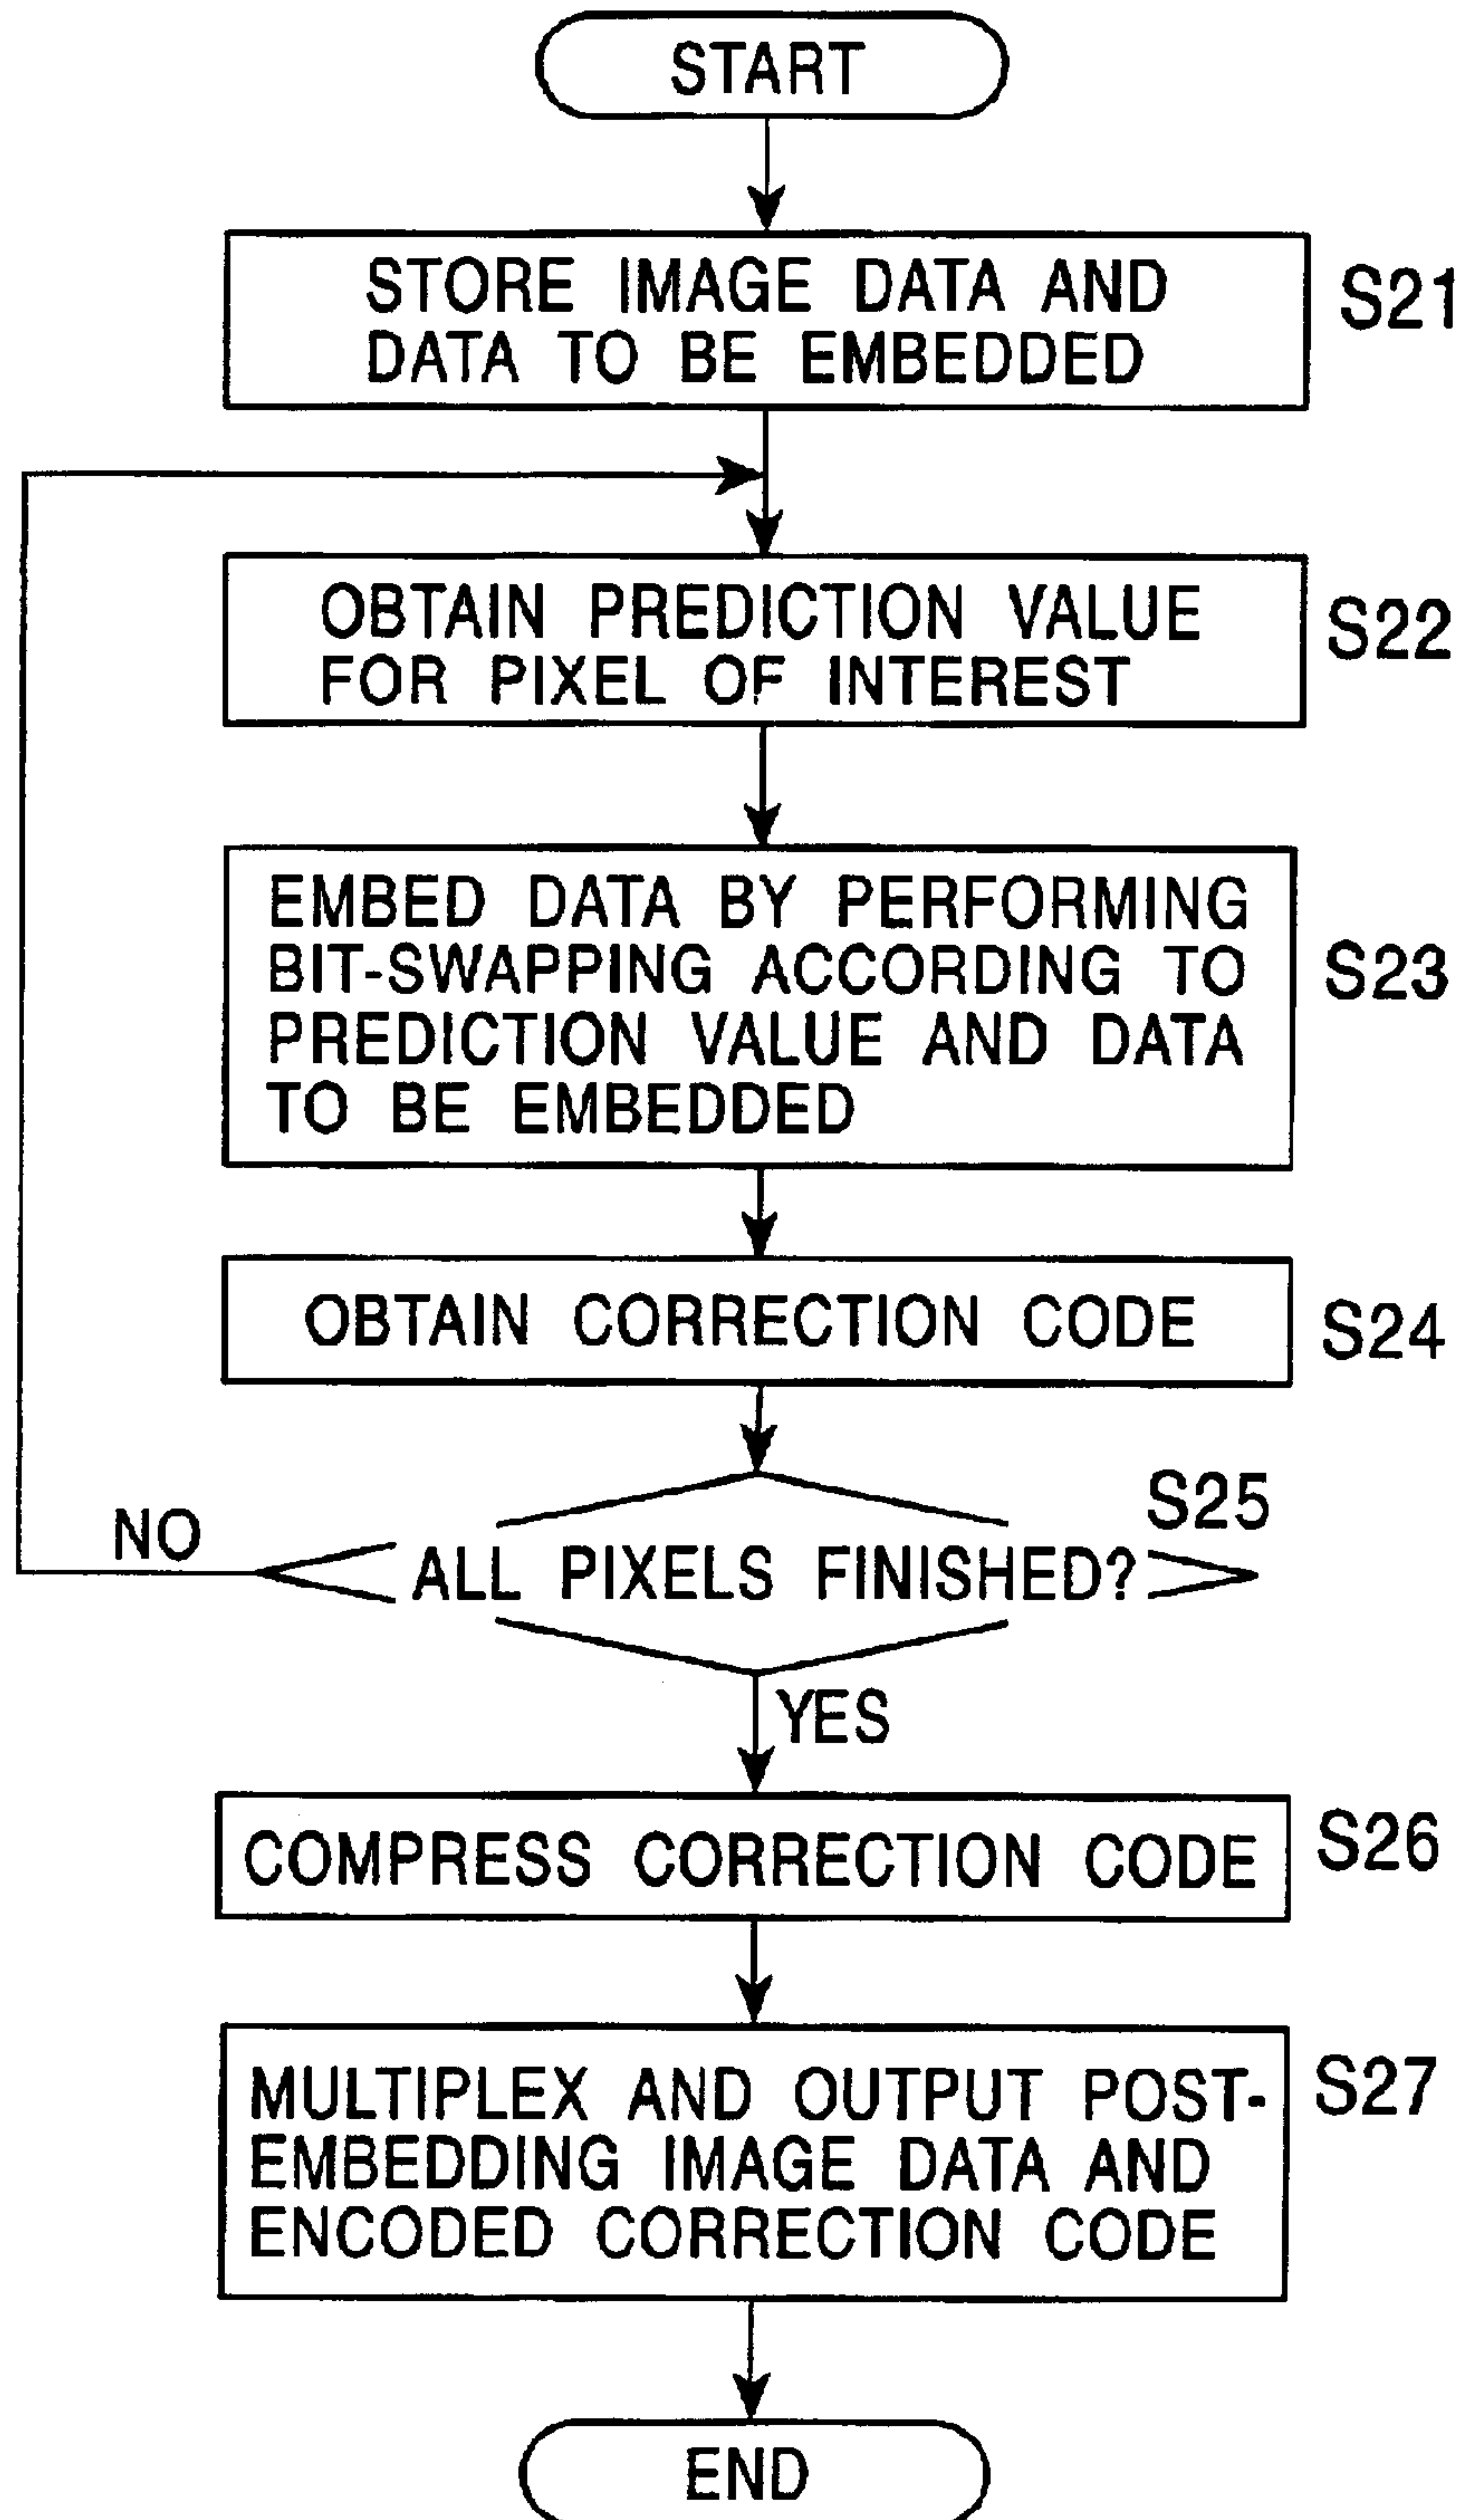 START
STORE IMAGE DATA AND
DATA TO BE EMBEDDED
S21
OBTAIN PREDICTION VALUE
FOR PIXEL OF INTEREST
S22
EMBED DATA BY PERFORMING
BIT-SWAPPING ACCORDING TO
PREDICTION VALUE AND DATA
TO BE EMBEDDED
S23
OBTAIN CORRECTION CODE
S24
S25
NO
ALL PIXELS FINISHED?
YES
COMPRESS CORRECTION CODE
S26
MULTIPLEX AND OUTPUT POST-
EMBEDDING IMAGE DATA AND
ENCODED CORRECTION CODE
S27
END